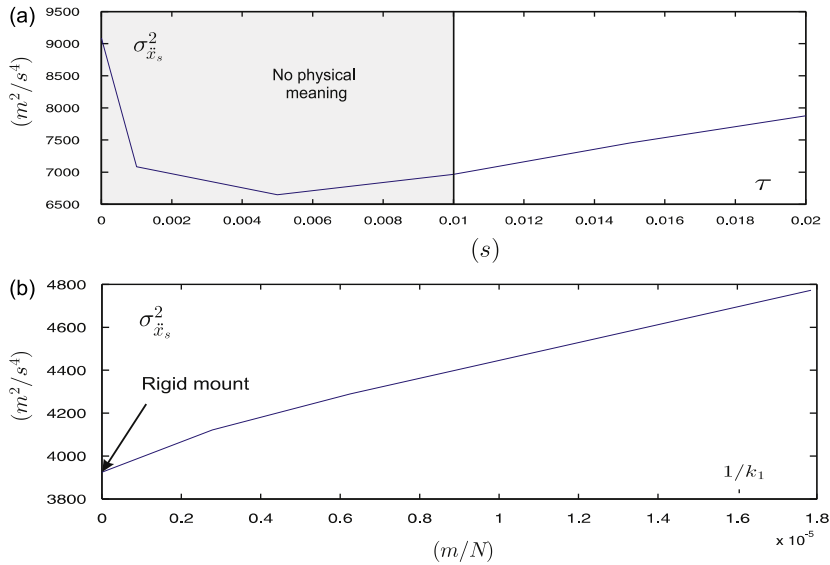 (a)
9500
9000
8500
8000
7500
7000
6500
(m²/s⁴)
σ²ẍₛ
No physical
meaning
τ
0
0.002
0.004
0.006
0.008
0.01
0.012
0.014
0.016
0.018
0.02
(s)
(b)
4800
4600
4400
4200
4000
3800
(m²/s⁴)
σ²ẍₛ
Rigid mount
1/k₁
0
0.2
0.4
0.6
0.8
1
1.2
1.4
1.6
1.8
x 10⁻⁵
(m/N)